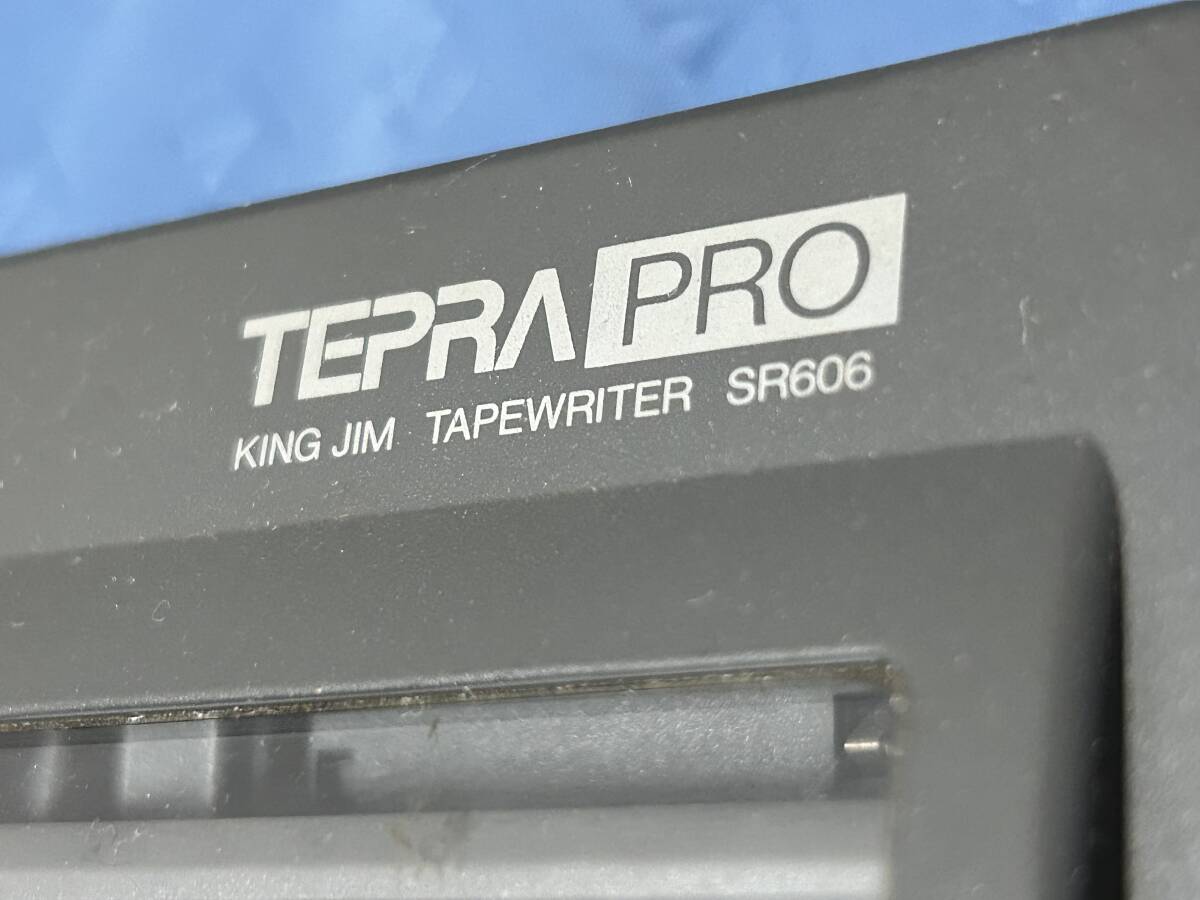 TEPRA PRO
KING JIM TAPEWRITER SR606